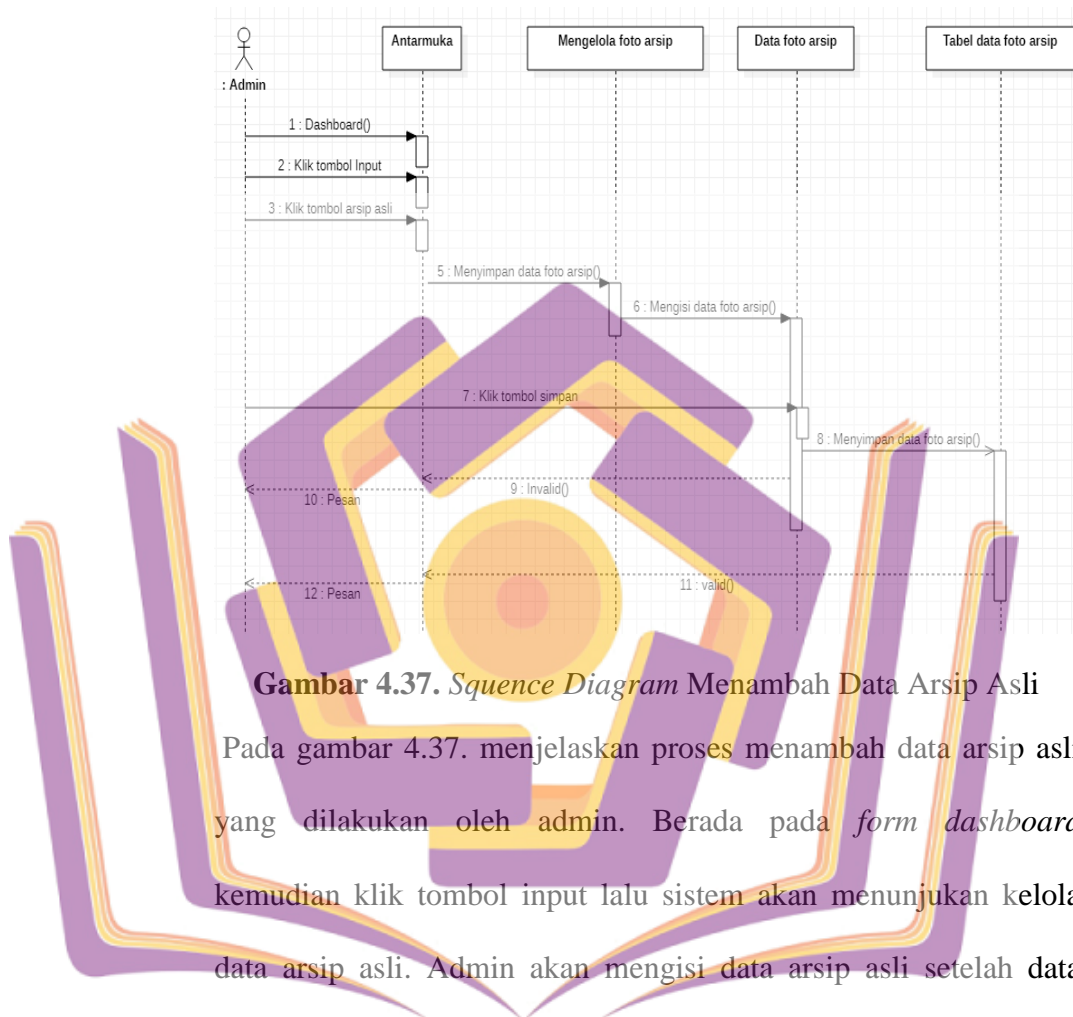 Antarmuka
Mengelola foto arsip
Data foto arsip
Tabel data foto arsip
: Admin
1 : Dashboard()
2 : Klik tombol Input
3 : Klik tombol arsip asli
5 : Menyimpan data foto arsip()
6 : Mengisi data foto arsip()
7 : Klik tombol simpan
8 : Menyimpan data foto arsip()
9 : Invalid()
10 : Pesan
11 : valid()
12 : Pesan
Gambar 4.37. Squence Diagram Menambah Data Arsip Asli
Pada gambar 4.37. menjelaskan proses menambah data arsip asli
yang dilakukan oleh admin. Berada pada form dashboard
kemudian klik tombol input lalu sistem akan menunjukan kelola
data arsip asli. Admin akan mengisi data arsip asli setelah data